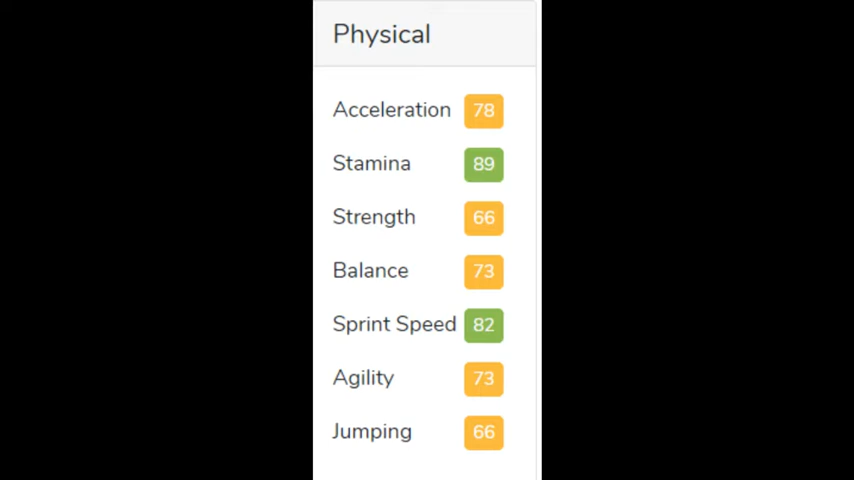 Physical
Acceleration 78
Stamina 89
Strength 66
Balance 73
Sprint Speed 82
Agility 73
Jumping 66